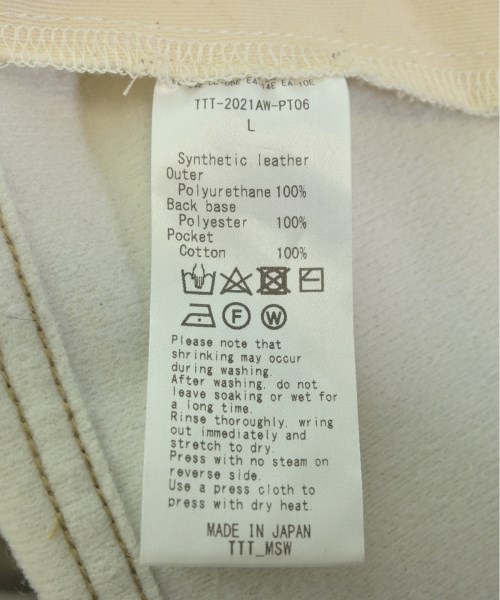 TTT-2021AW-PT06
L
Synthetic leather
Outer
Polyurethane 100%
Back base
Polyester 100%
Pocket
Cotton 100%
F W
Please note that
shrinking may occur
during washing.
After washing, do not
leave soaking or wet for
a long time.
Rinse thoroughly, wring
out immediately and
stretch to dry.
Press with no steam on
reverse side.
Use a press cloth to
press with dry heat.
MADE IN JAPAN
TTT_MSW